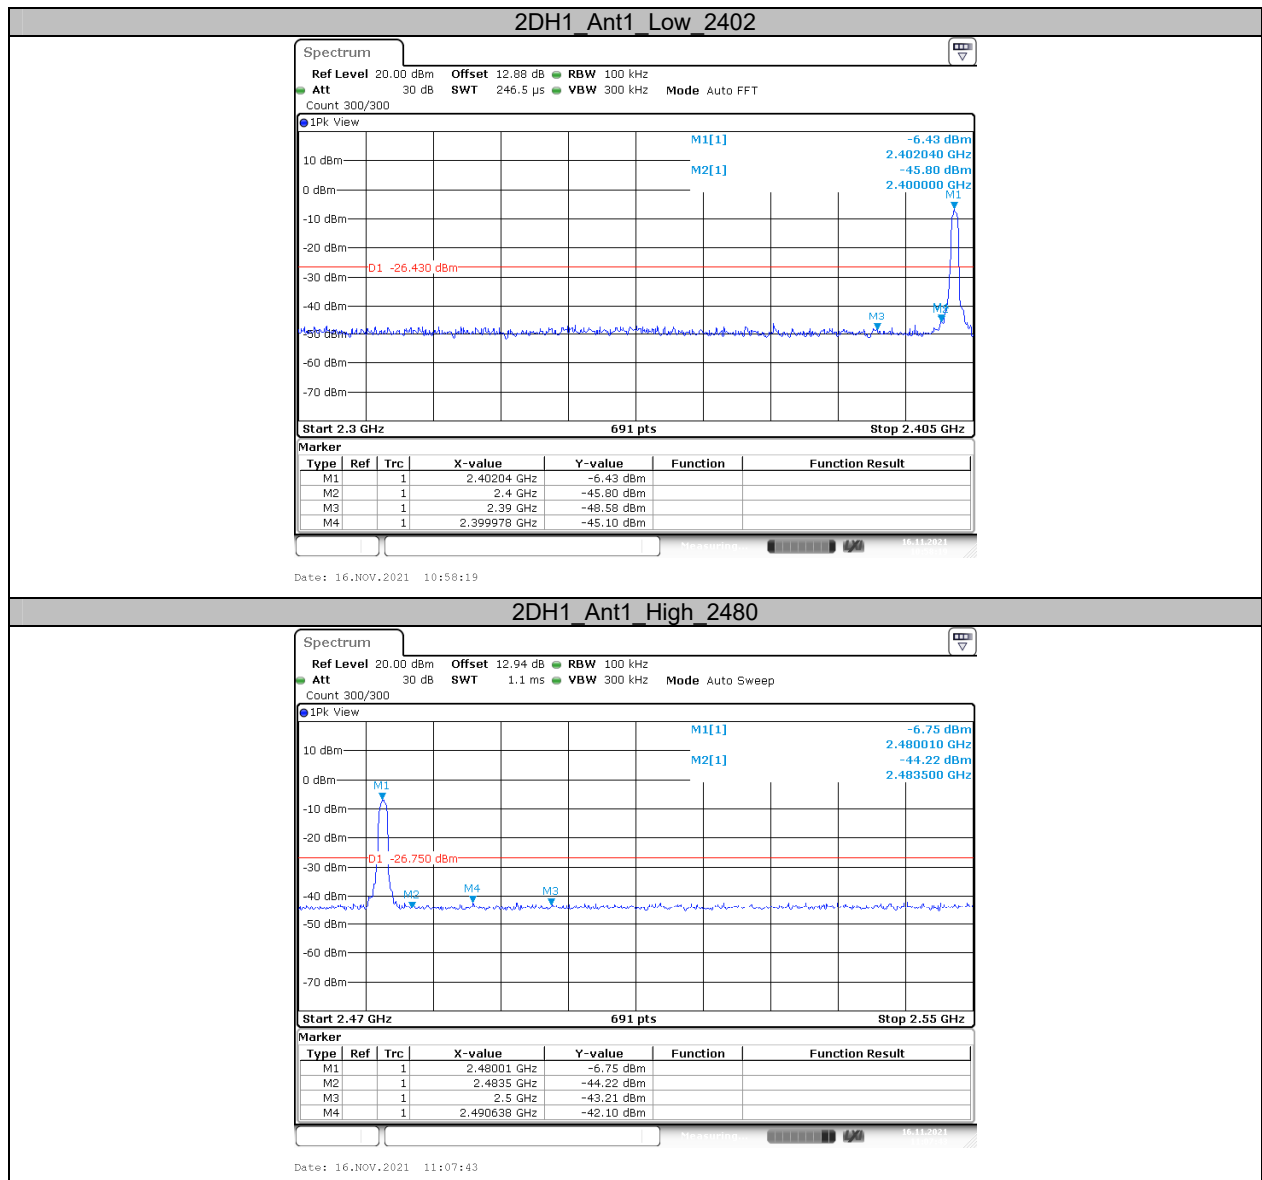 2DH1_Ant1_Low_2402
Spectrum
Ref Level 20.00 dBm Offset 12.88 dB RBW 100 kHz
Att 30 dB SWT 246.5 µs VBW 300 kHz Mode Auto FFT
Count 300/300
1Pk View
M1[1] -6.43 dBm
2.402040 GHz
10 dBm
M2[1] -45.80 dBm
2.400000 GHz
0 dBm
M1
-10 dBm
-20 dBm
D1 -26.430 dBm
-30 dBm
-40 dBm
M3 M2
-50 dBm
-60 dBm
-70 dBm
Start 2.3 GHz 691 pts Stop 2.405 GHz
Marker
Type Ref Trc X-value Y-value Function Function Result
M1 1 2.40204 GHz -6.43 dBm
M2 1 2.4 GHz -45.80 dBm
M3 1 2.39 GHz -48.58 dBm
M4 1 2.399978 GHz -45.10 dBm
Measuring... 16.11.2021
Date: 16.NOV.2021 10:58:19
2DH1_Ant1_High_2480
Spectrum
Ref Level 20.00 dBm Offset 12.94 dB RBW 100 kHz
Att 30 dB SWT 1.1 ms VBW 300 kHz Mode Auto Sweep
Count 300/300
1Pk View
M1[1] -6.75 dBm
2.480010 GHz
10 dBm
M2[1] -44.22 dBm
2.483500 GHz
0 dBm
M1
-10 dBm
-20 dBm
D1 -26.750 dBm
-30 dBm
-40 dBm
M2 M4 M3
-50 dBm
-60 dBm
-70 dBm
Start 2.47 GHz 691 pts Stop 2.55 GHz
Marker
Type Ref Trc X-value Y-value Function Function Result
M1 1 2.48001 GHz -6.75 dBm
M2 1 2.4835 GHz -44.22 dBm
M3 1 2.5 GHz -43.21 dBm
M4 1 2.490638 GHz -42.10 dBm
Measuring... 16.11.2021
Date: 16.NOV.2021 11:07:43